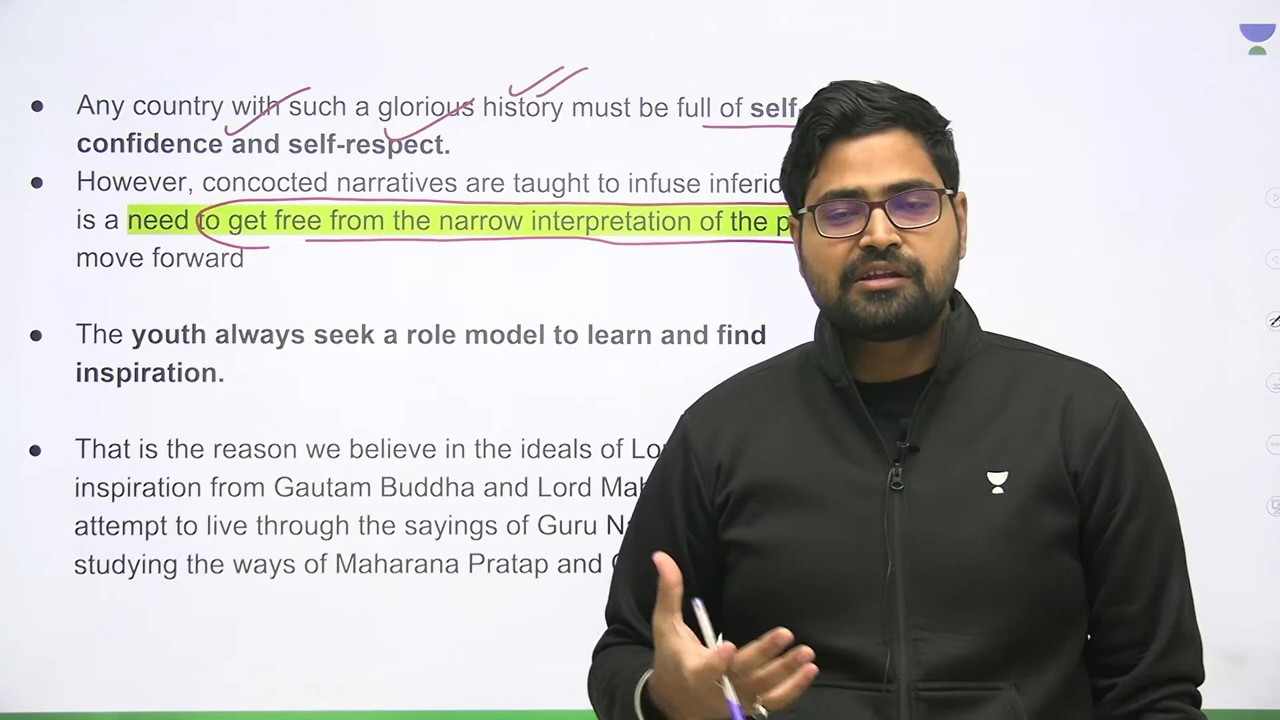 Any country with such a glorious history must be full of self-
confidence and self-respect.
However, concocted narratives are taught to infuse
is a need to get free from the narrow interpretation of the
move forward
The youth always seek a role model to learn and find
inspiration.
That is the reason we believe in the ideals of
inspiration from Gautam Buddha and Lord
attempt to live through the sayings of Guru
studying the ways of Maharana Pratap and